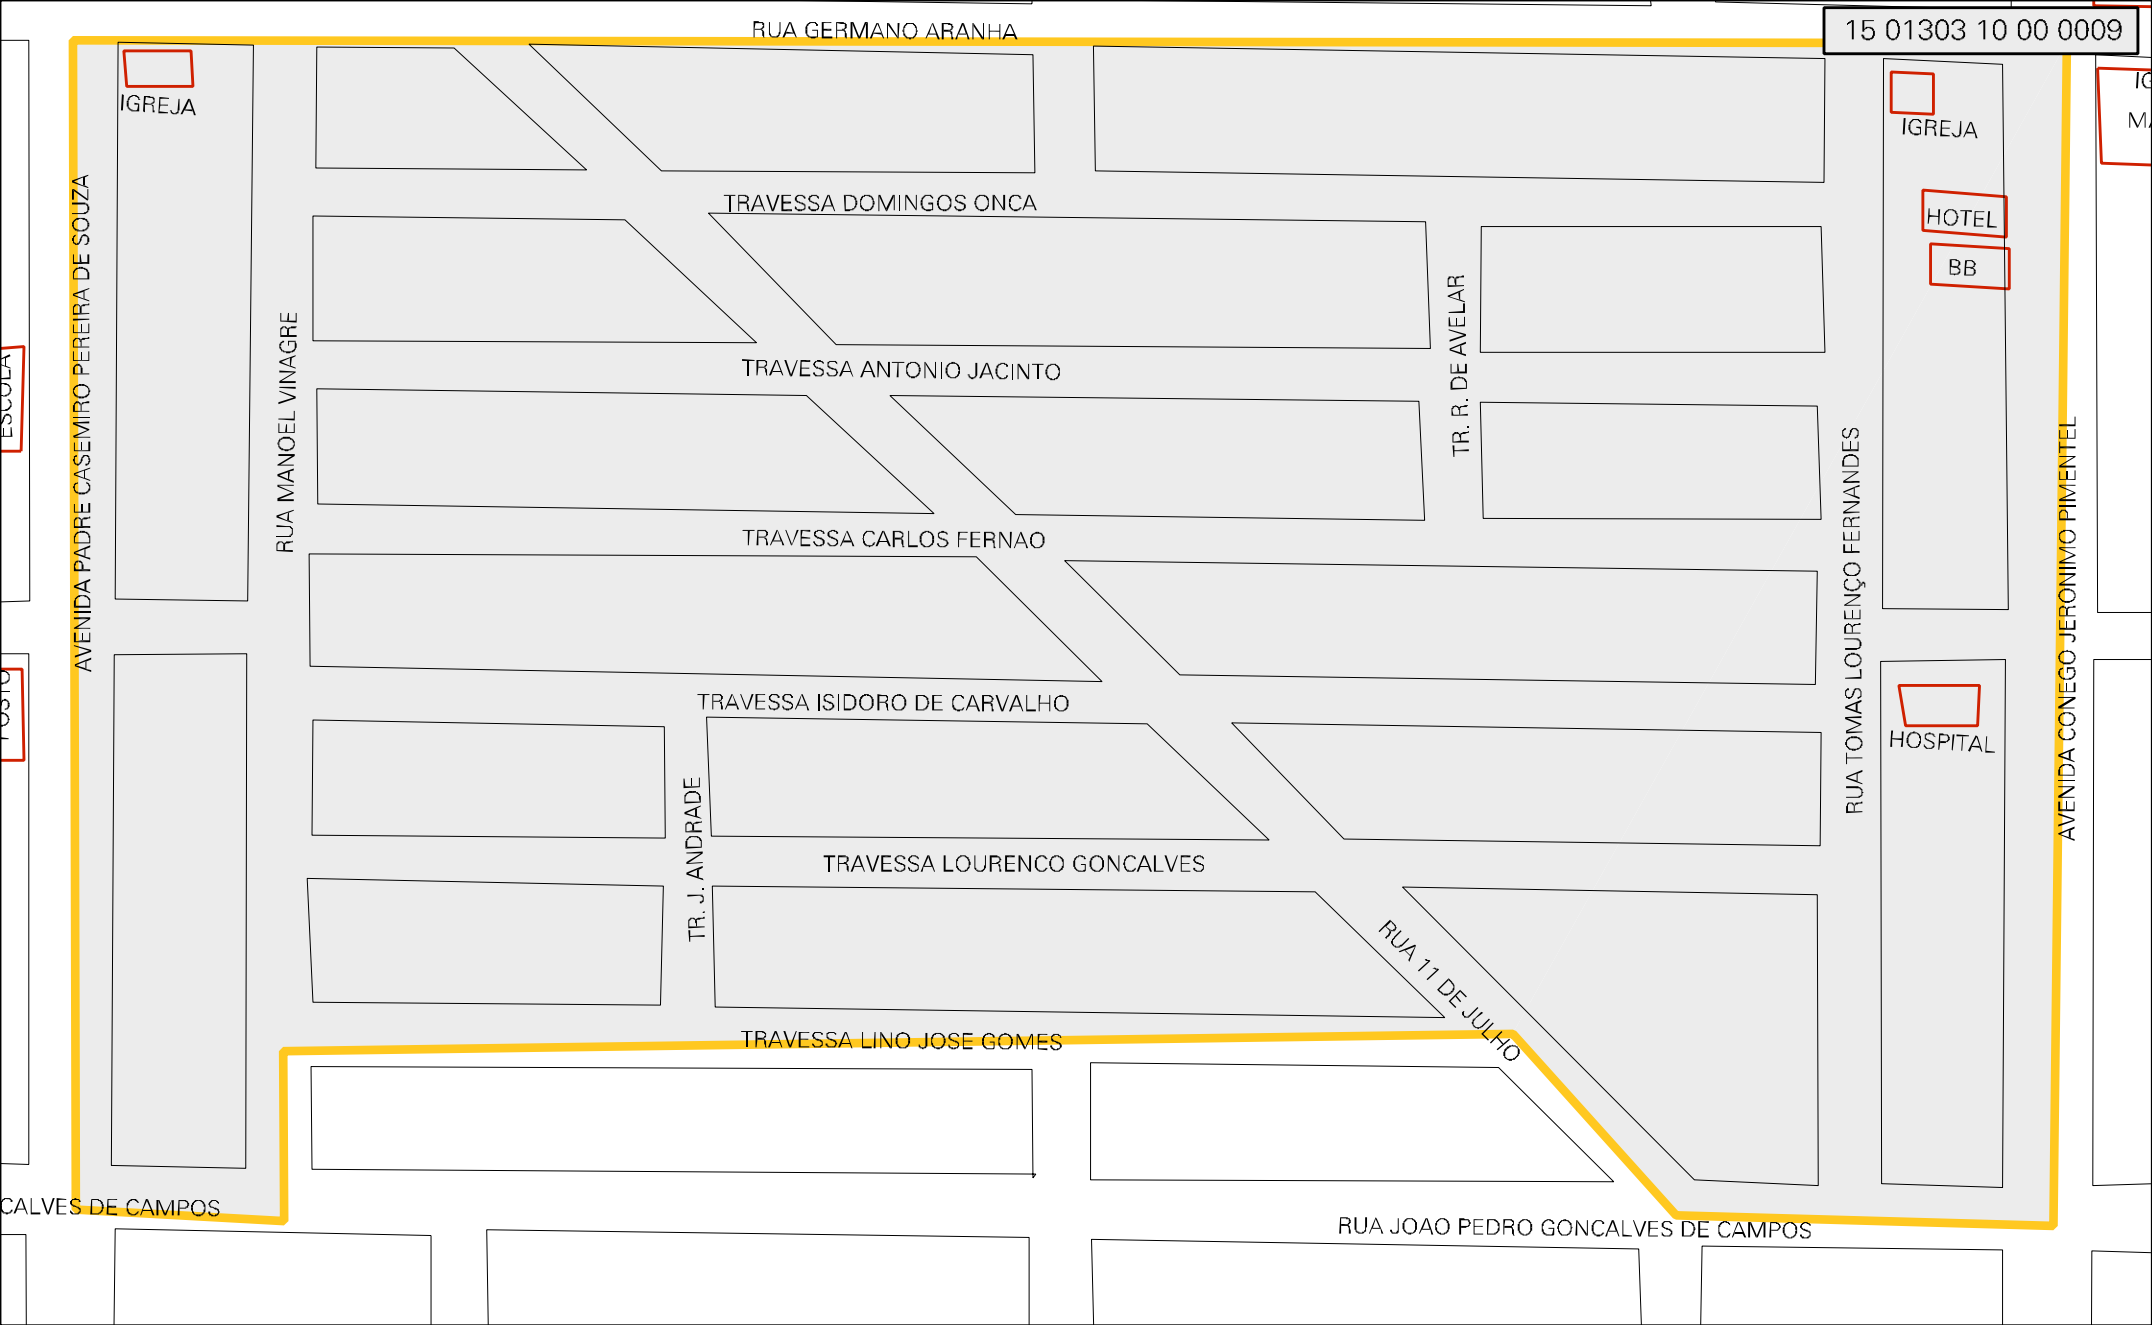 RUA GERMANO ARANHA
15 01303 10 00 0009
IGREJA
IGREJA
HOTEL
BB
TRAVESSA DOMINGOS ONCA
AVENIDA PADRE CASEMIRO PEREIRA DE SOUZA
RUA MANOEL VINAGRE
TRAVESSA ANTONIO JACINTO
TR. R. DE AVELAR
ESCOLA
TRAVESSA CARLOS FERNAO
RUA TOMAS LOURENÇO FERNANDES
AVENIDA CONEGO JERONIMO PIMENTEL
TRAVESSA ISIDORO DE CARVALHO
HOSPITAL
TR. J. ANDRADE
TRAVESSA LOURENCO GONCALVES
RUA 11 DE JULHO
TRAVESSA LINO JOSE GOMES
CALVES DE CAMPOS
RUA JOAO PEDRO GONCALVES DE CAMPOS